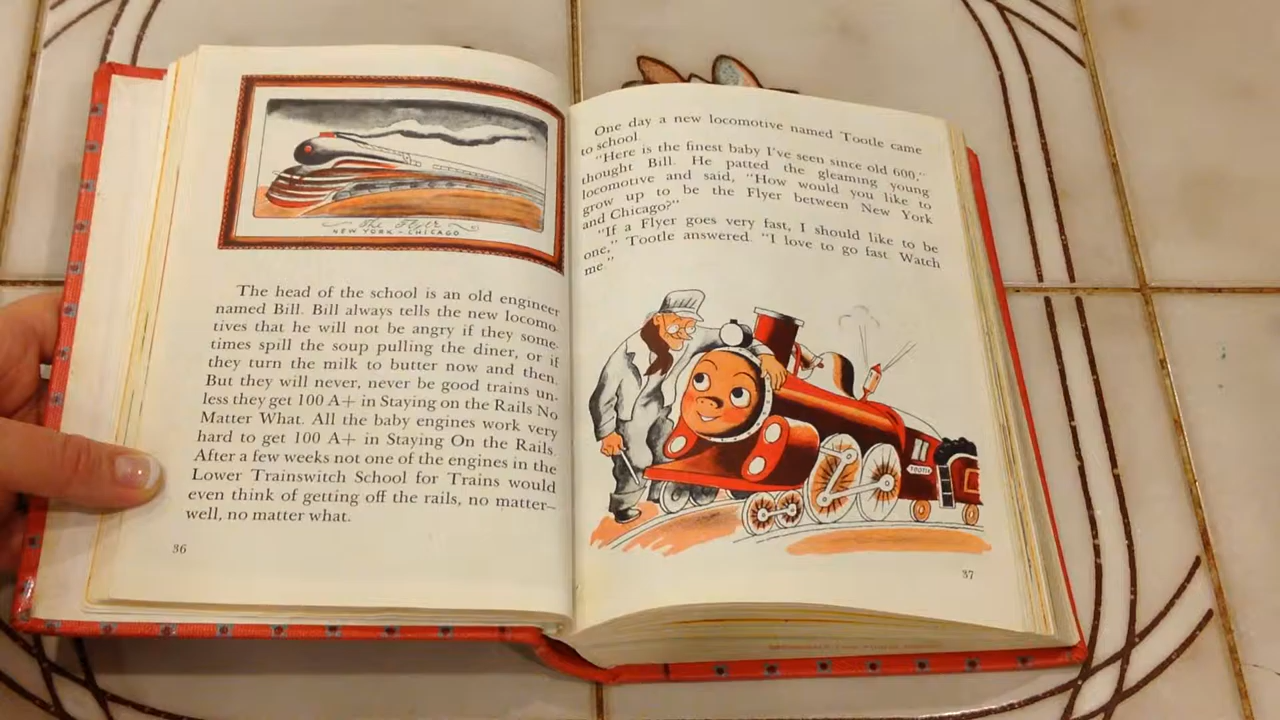 The Flyer
NEW YORK - CHICAGO
The head of the school is an old engineer
named Bill. Bill always tells the new locomo-
tives that he will not be angry if they some-
times spill the soup pulling the diner, or if
they turn the milk to butter now and then.
But they will never, never be good trains un-
less they get 100 A+ in Staying on the Rails No
Matter What. All the baby engines work very
hard to get 100 A+ in Staying On the Rails.
After a few weeks not one of the engines in the
Lower Trainswitch School for Trains would
even think of getting off the rails, no matter—
well, no matter what.
36
One day a new locomotive named Tootle came
to school.
"Here is the finest baby I've seen since old 600,"
thought Bill. He patted the gleaming young
locomotive and said, "How would you like to
grow up to be the Flyer between New York
and Chicago?"
"If a Flyer goes very fast, I should like to be
one," Tootle answered. "I love to go fast. Watch
me."
TOOTLE
37